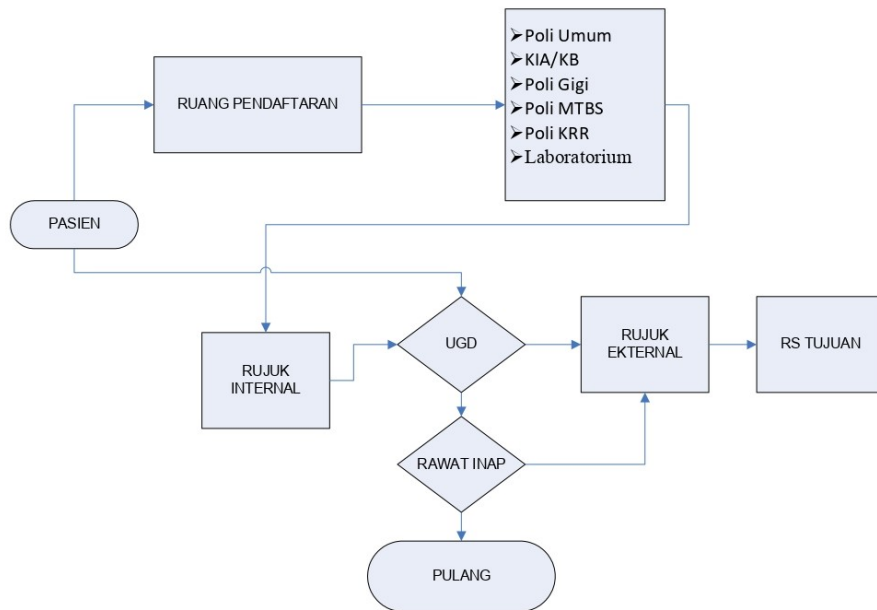 Poli Umum
KIA/KB
Poli Gigi
Poli MTBS
Poli KRR
Laboratorium
RUANG PENDAFTARAN
PASIEN
RUJUK
INTERNAL
UGD
RUJUK
EKTERNAL
RS TUJUAN
RAWAT INAP
PULANG